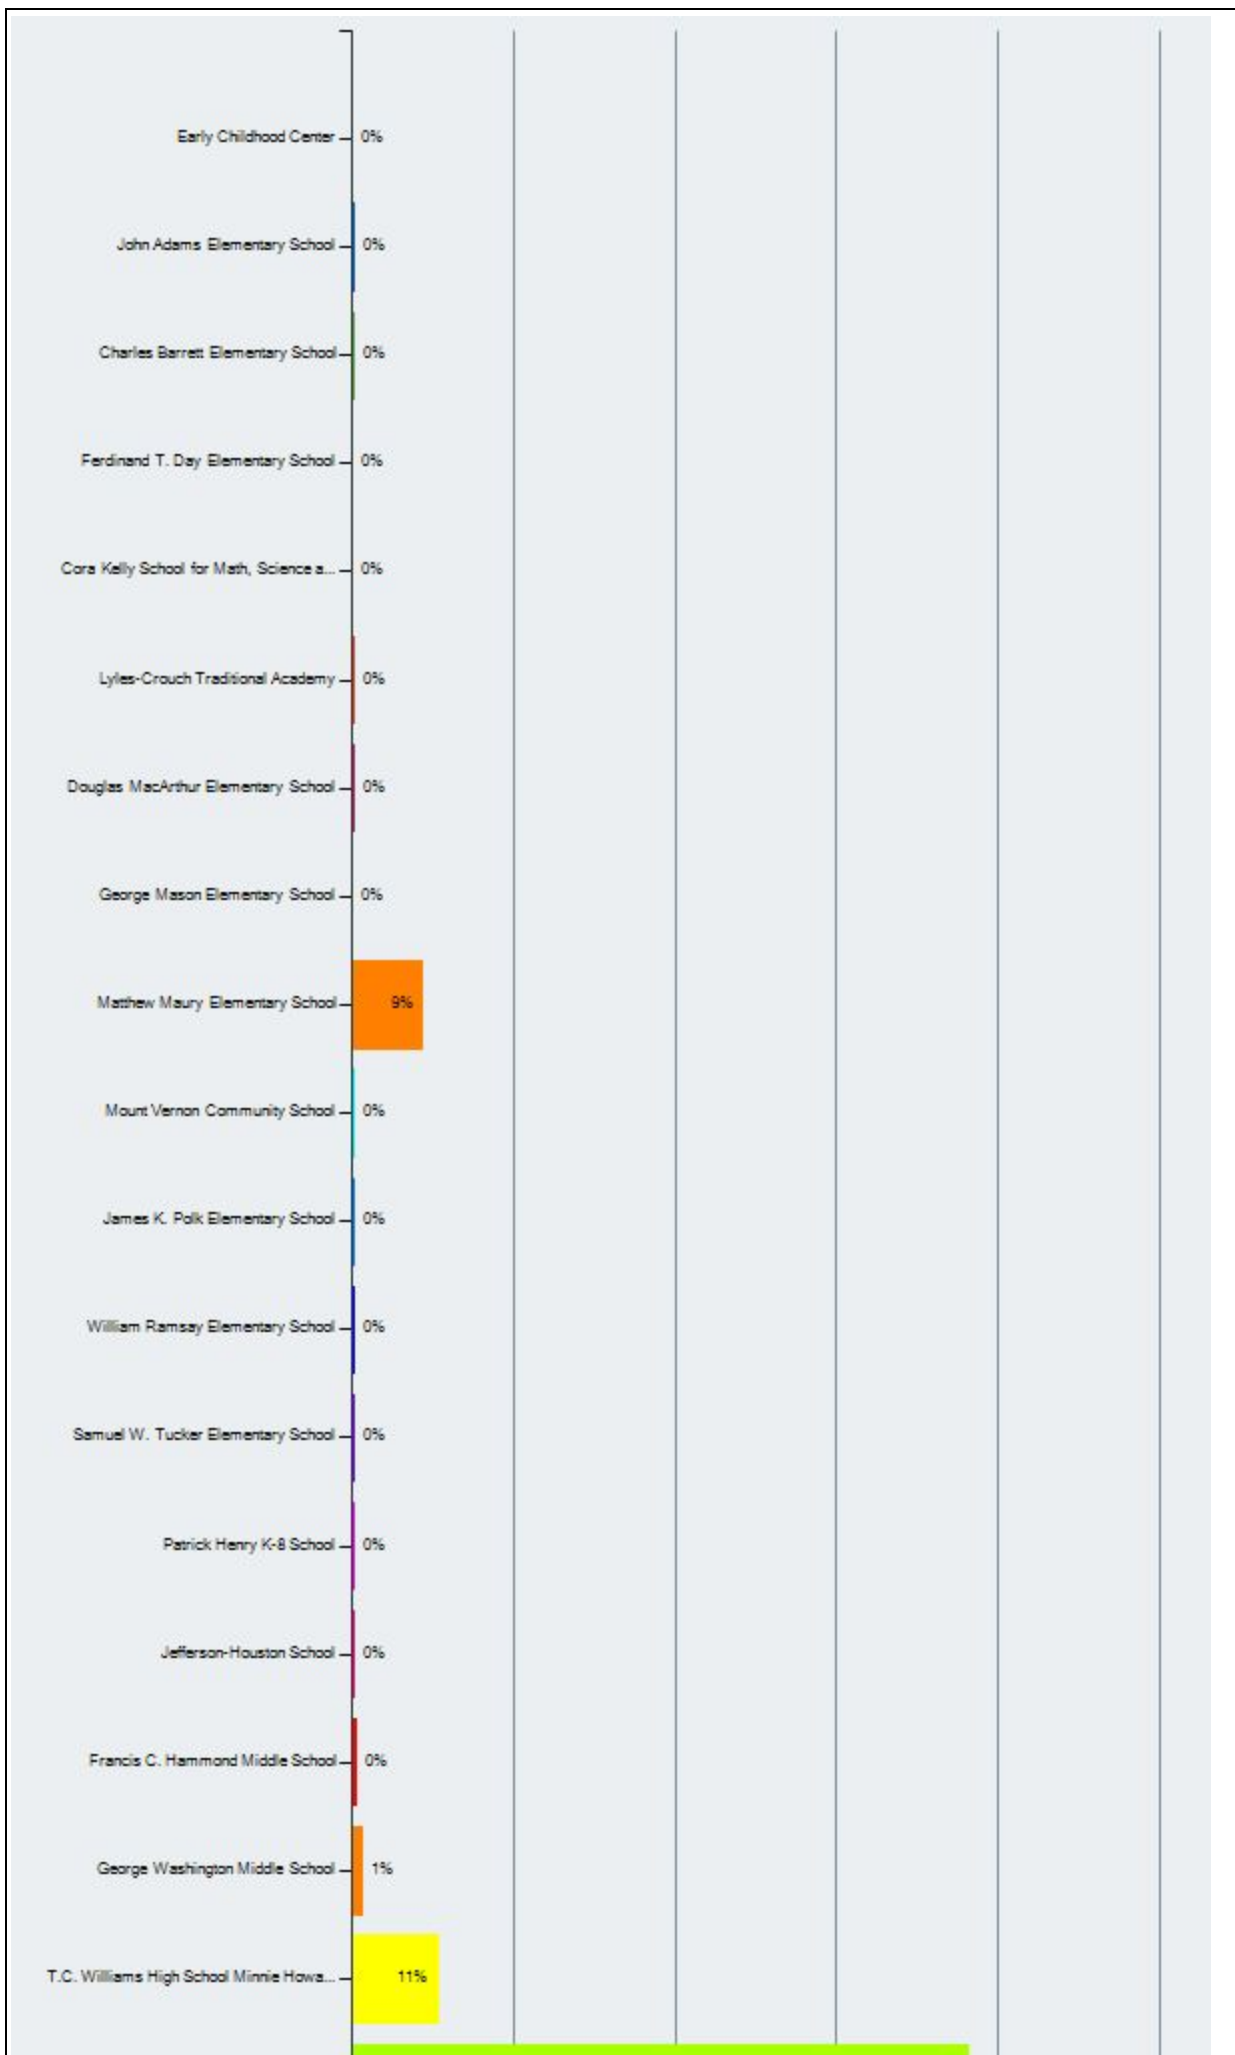 Early Childhood Center 0%
John Adams Elementary School 0%
Charles Barrett Elementary School 0%
Ferdinand T. Day Elementary School 0%
Cora Kelly School for Math, Science a... 0%
Lyles-Crouch Traditional Academy 0%
Douglas MacArthur Elementary School 0%
George Mason Elementary School 0%
Matthew Maury Elementary School 9%
Mount Vernon Community School 0%
James K. Polk Elementary School 0%
William Ramsay Elementary School 0%
Samuel W. Tucker Elementary School 0%
Patrick Henry K-8 School 0%
Jefferson-Houston School 0%
Francis C. Hammond Middle School 0%
George Washington Middle School 1%
T.C. Williams High School Minnie Howa... 11%